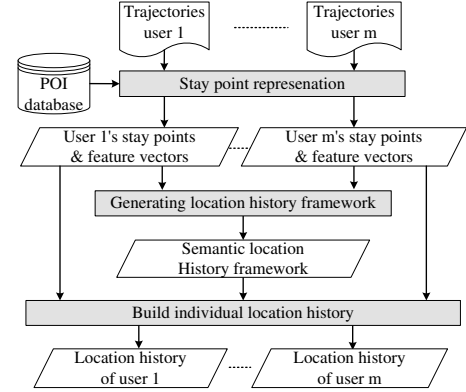 Trajectories
user 1
Trajectories
user m
POI
database
Stay point represenation
User 1's stay points
& feature vectors
User m's stay points
& feature vectors
Generating location history framework
Semantic location
History framework
Build individual location history
Location history
of user 1
Location history
of user m